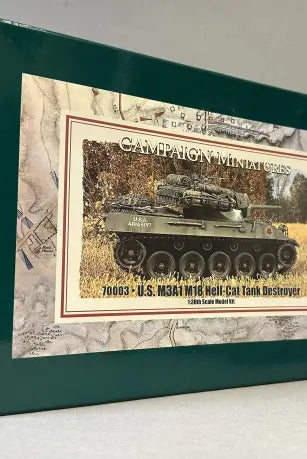 CAMPAIGN MINIATURES
U.S.A.
70003 • U.S. M3A1 M18 Hell-Cat Tank Destroyer
1:30th Scale Model Kit